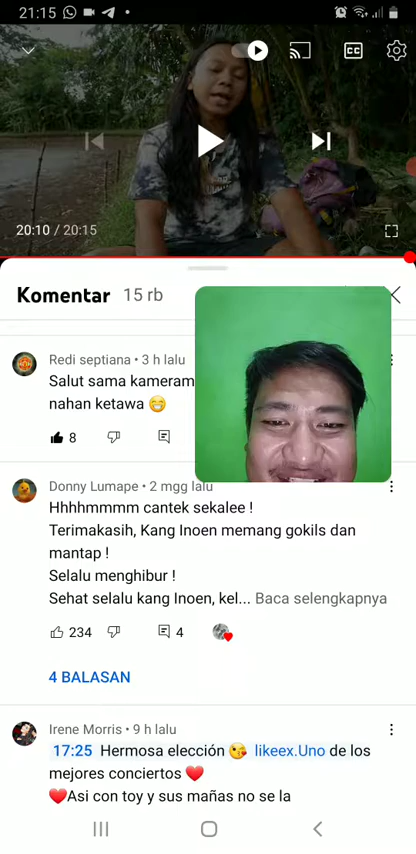 21:15
20:10 / 20:15
Komentar 15 rb
Redi septiana • 3 h lalu
Salut sama kameram
nahan ketawa 😁
8
Donny Lumape • 2 mgg lalu
Hhhhmmmm cantek sekalee !
Terimakasih, Kang Inoen memang gokils dan
mantap !
Selalu menghibur !
Sehat selalu kang Inoen, kel... Baca selengkapnya
234 4
4 BALASAN
Irene Morris • 9 h lalu
17:25 Hermosa elección 😘 likeex.Uno de los
mejores conciertos ❤️
❤️Asi con toy y sus mañas no se la